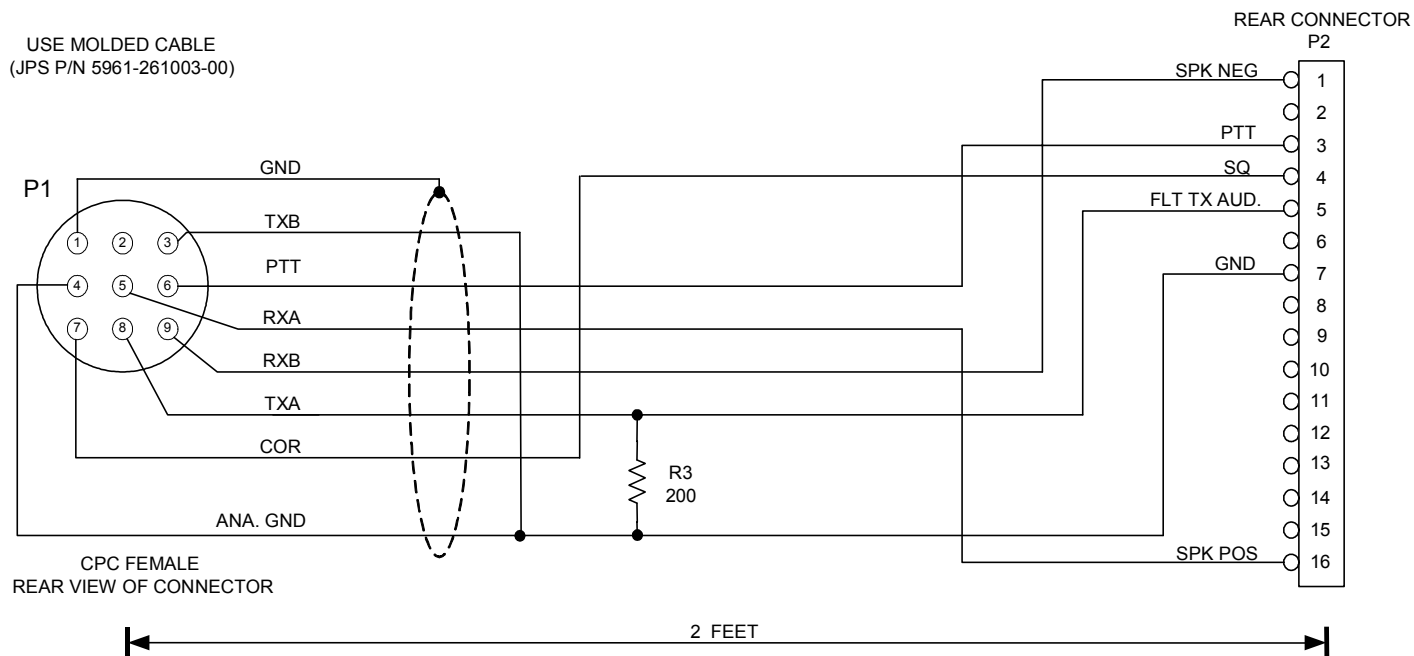 REAR CONNECTOR
P2
USE MOLDED CABLE
(JPS P/N 5961-261003-00)
P1
1
2
3
4
5
6
7
8
9
GND
TXB
PTT
RXA
RXB
TXA
COR
ANA. GND
R3
200
SPK NEG
PTT
SQ
FLT TX AUD.
GND
SPK POS
1
2
3
4
5
6
7
8
9
10
11
12
13
14
15
16
CPC FEMALE
REAR VIEW OF CONNECTOR
2 FEET